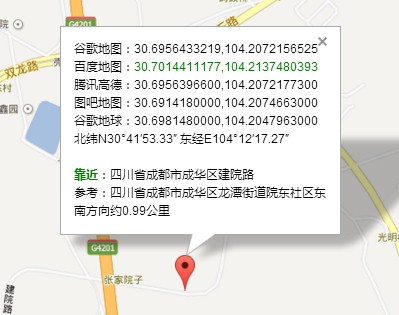 建院
G4201
双龙路
庄村
鑫园
谷歌地图：30.6956433219,104.2072156525
百度地图：30.7014411177,104.2137480393
腾讯高德：30.6956396600,104.2072177300
图吧地图：30.6914180000,104.2074663000
谷歌地球：30.6981480000,104.2047963000
北纬N30°41′53.33″ 东经E104°12′17.27″
靠近：四川省成都市成华区建院路
参考：四川省成都市成华区龙潭街道院东社区东
南方向约0.99公里
光明
G4201
张家院子
建院路